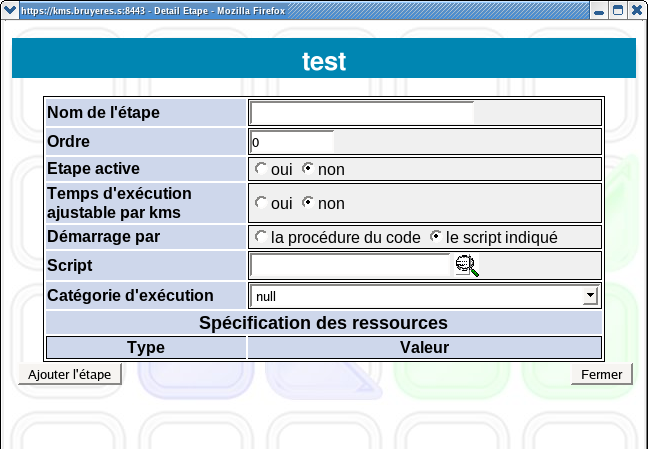 https://kms.bruyeres.s:8443 - Detail Etape - Mozilla Firefox
test
Nom de l'étape
Ordre 0
Etape active oui non
Temps d'exécution
ajustable par kms oui non
Démarrage par la procédure du code le script indiqué
Script
Catégorie d'exécution null
Spécification des ressources
Type Valeur
Ajouter l'étape Fermer